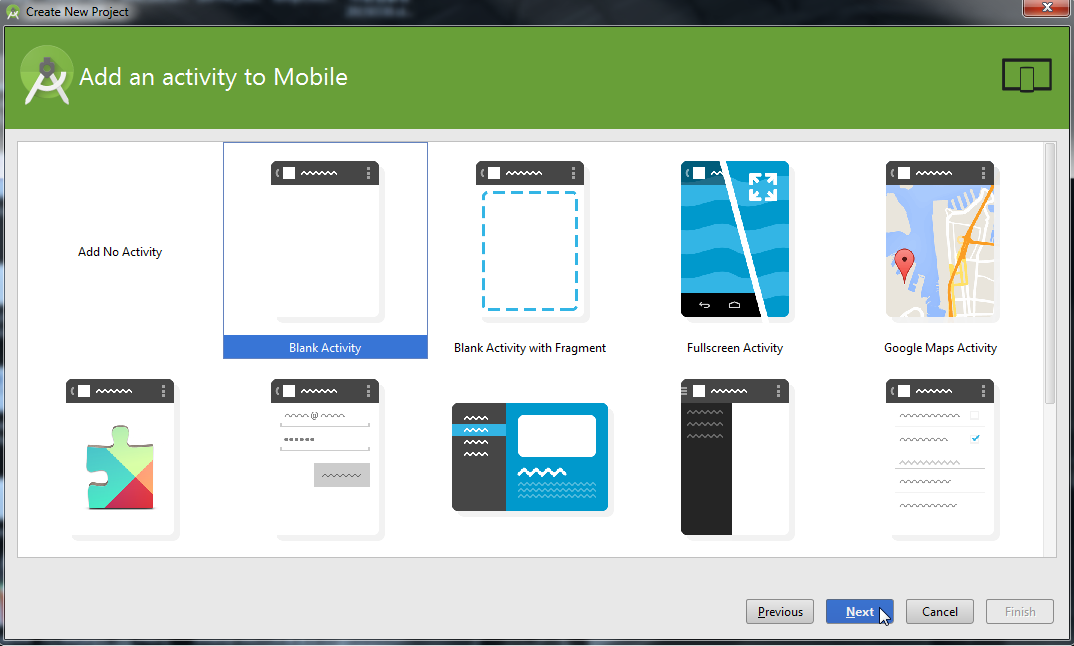 Create New Project
Add an activity to Mobile
Add No Activity
Blank Activity
Blank Activity with Fragment
Fullscreen Activity
Google Maps Activity
Previous
Next
Cancel
Finish